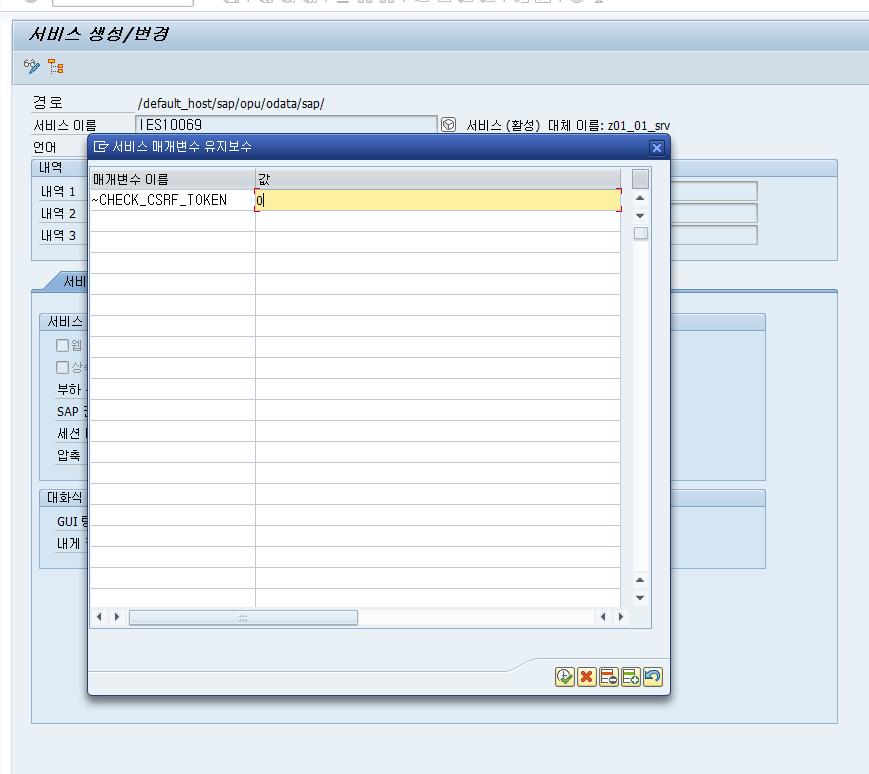 서비스 생성/변경
경로 /default_host/sap/opu/odata/sap/
서비스 이름 IES10069 서비스 (활성) 대체 이름: z01_01_srv
언어
서비스 매개변수 유지보수
내역
매개변수 이름 값
내역 1
~CHECK_CSRF_TOKEN 0
내역 2
내역 3
서비
서비스
웹
부하
SAP
세션
압축
대화식
GUI
내게